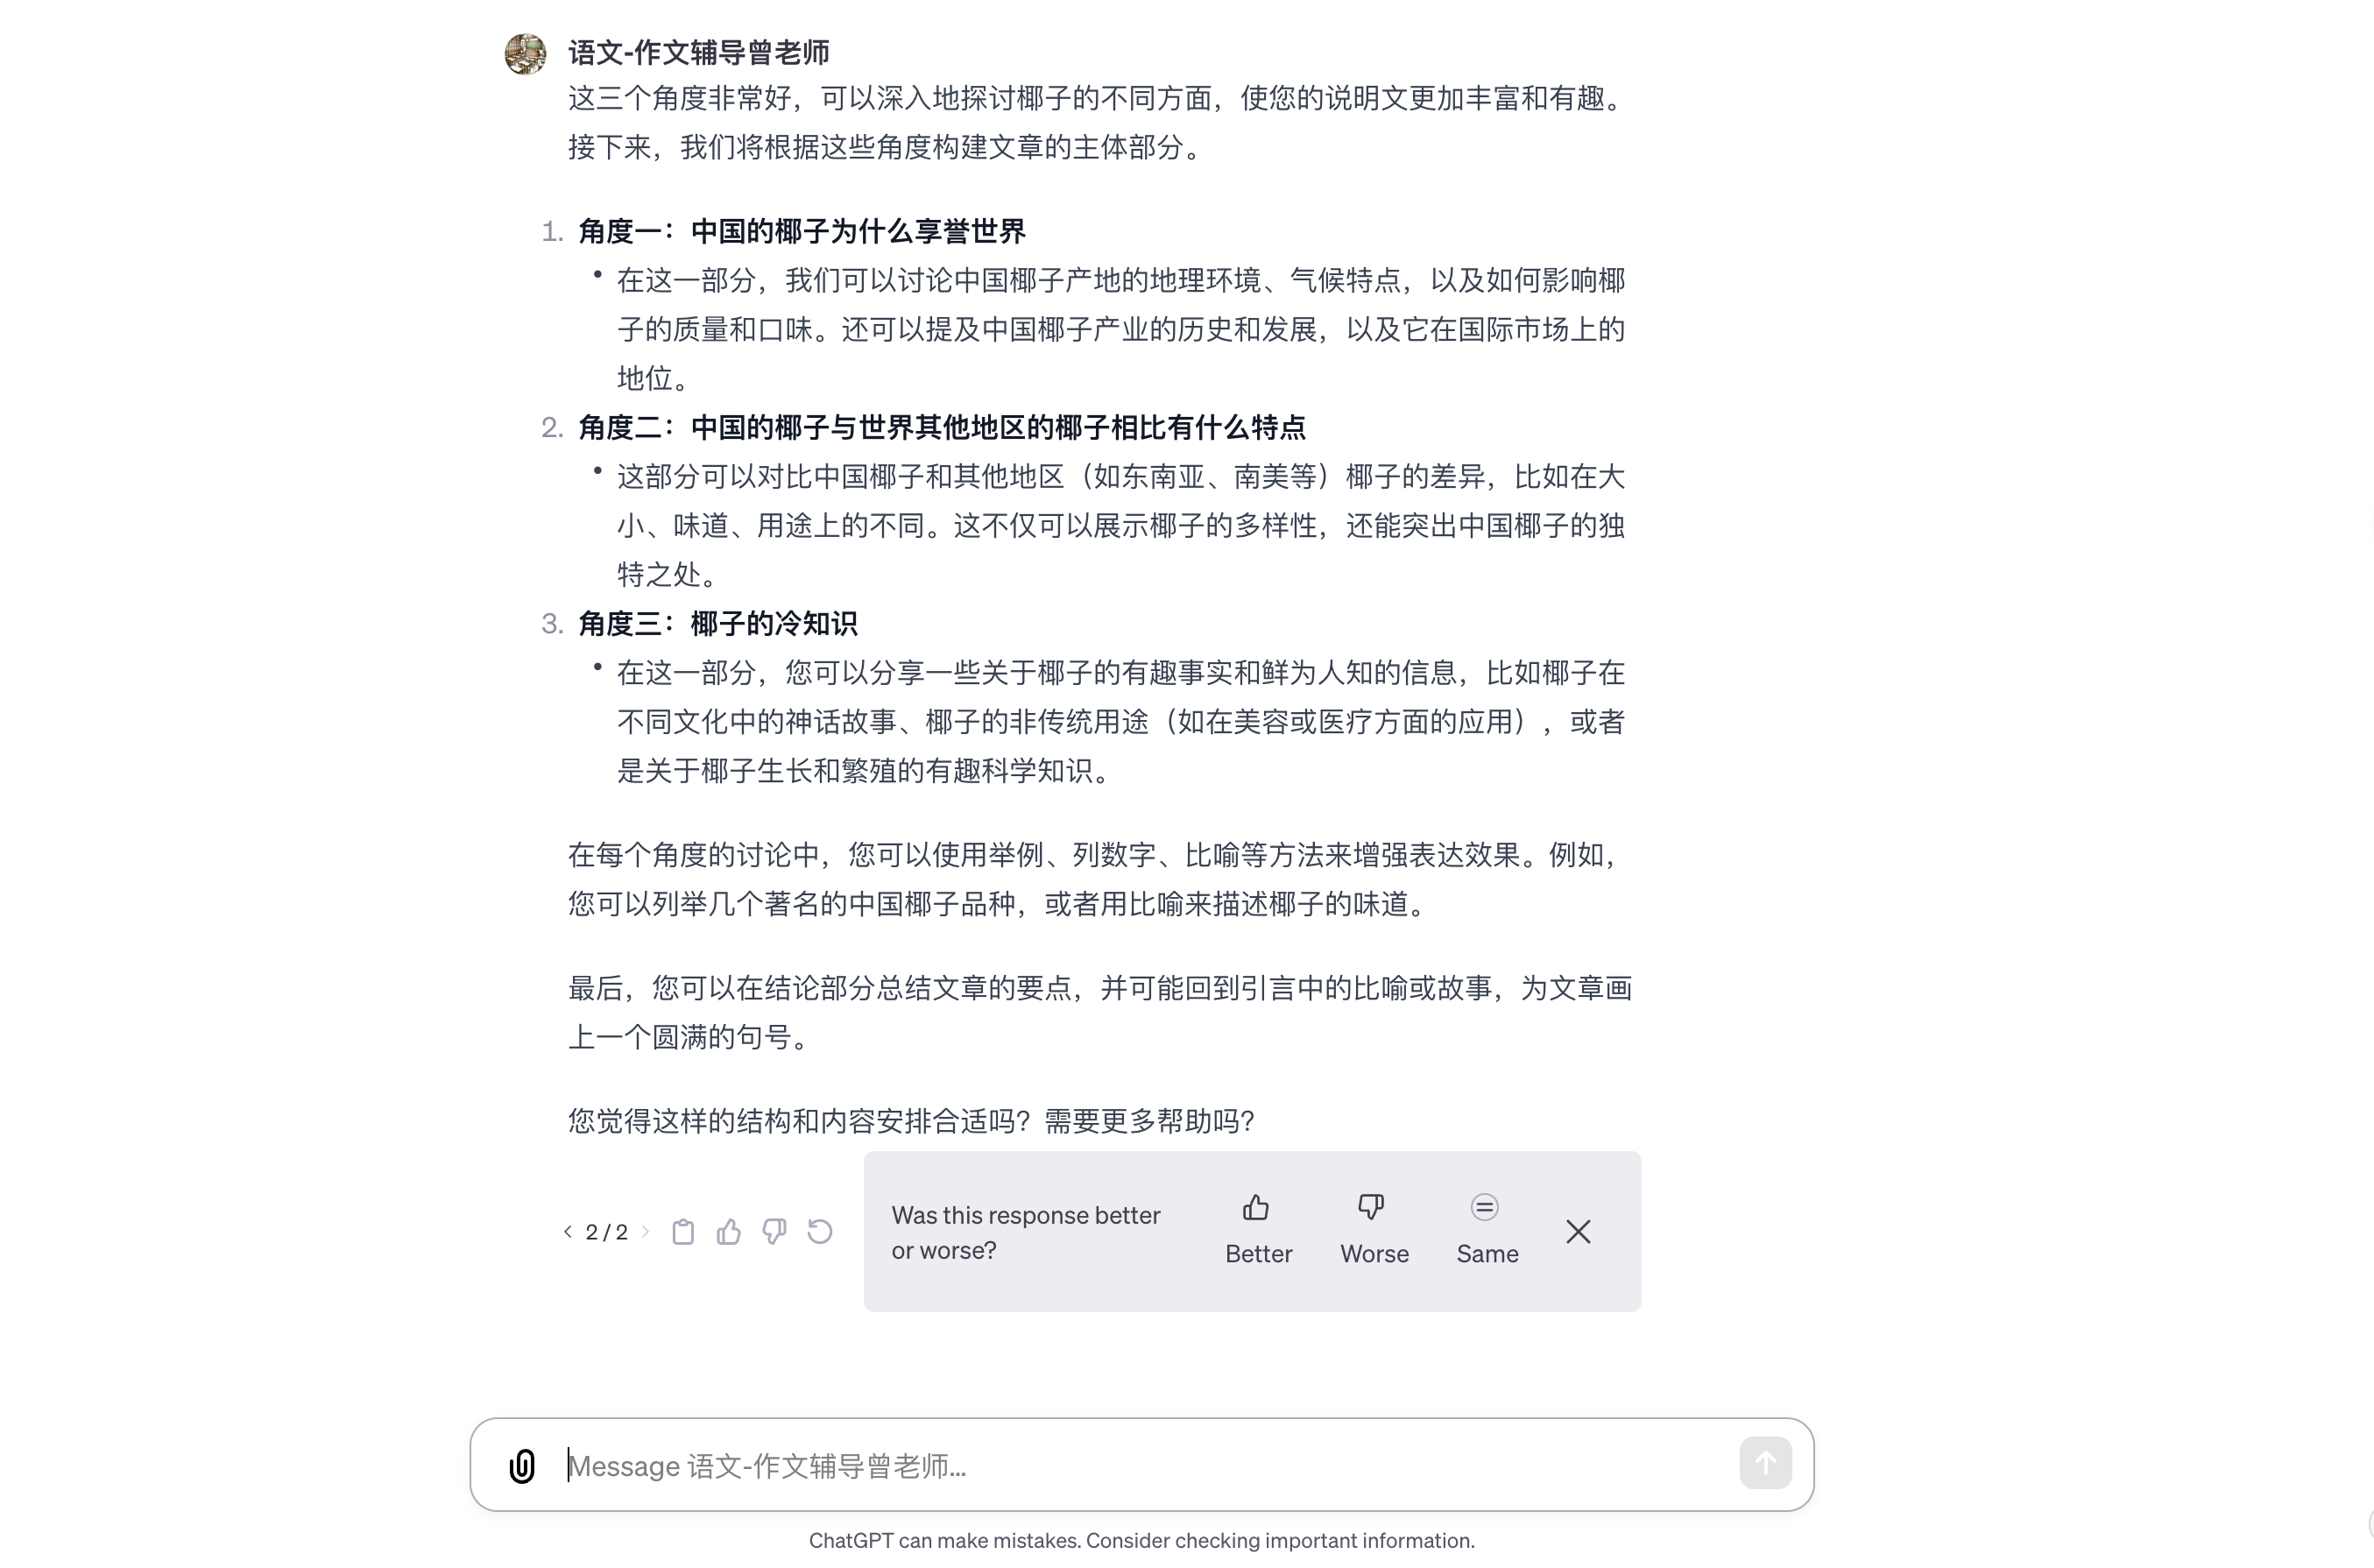 语文-作文辅导曾老师
这三个角度非常好，可以深入地探讨椰子的不同方面，使您的说明文更加丰富和有趣。
接下来，我们将根据这些角度构建文章的主体部分。
1. 角度一：中国的椰子为什么享誉世界
• 在这一部分，我们可以讨论中国椰子产地的地理环境、气候特点，以及如何影响椰
子的质量和口味。还可以提及中国椰子产业的历史和发展，以及它在国际市场上的
地位。
2. 角度二：中国的椰子与世界其他地区的椰子相比有什么特点
• 这部分可以对比中国椰子和其他地区（如东南亚、南美等）椰子的差异，比如在大
小、味道、用途上的不同。这不仅可以展示椰子的多样性，还能突出中国椰子的独
特之处。
3. 角度三：椰子的冷知识
• 在这一部分，您可以分享一些关于椰子的有趣事实和鲜为人知的信息，比如椰子在
不同文化中的神话故事、椰子的非传统用途（如在美容或医疗方面的应用），或者
是关于椰子生长和繁殖的有趣科学知识。
在每个角度的讨论中，您可以使用举例、列数字、比喻等方法来增强表达效果。例如，
您可以列举几个著名的中国椰子品种，或者用比喻来描述椰子的味道。
最后，您可以在结论部分总结文章的要点，并可能回到引言中的比喻或故事，为文章画
上一个圆满的句号。
您觉得这样的结构和内容安排合适吗？需要更多帮助吗？
2 / 2
Was this response better
or worse?
Better Worse Same
Message 语文-作文辅导曾老师...
ChatGPT can make mistakes. Consider checking important information.